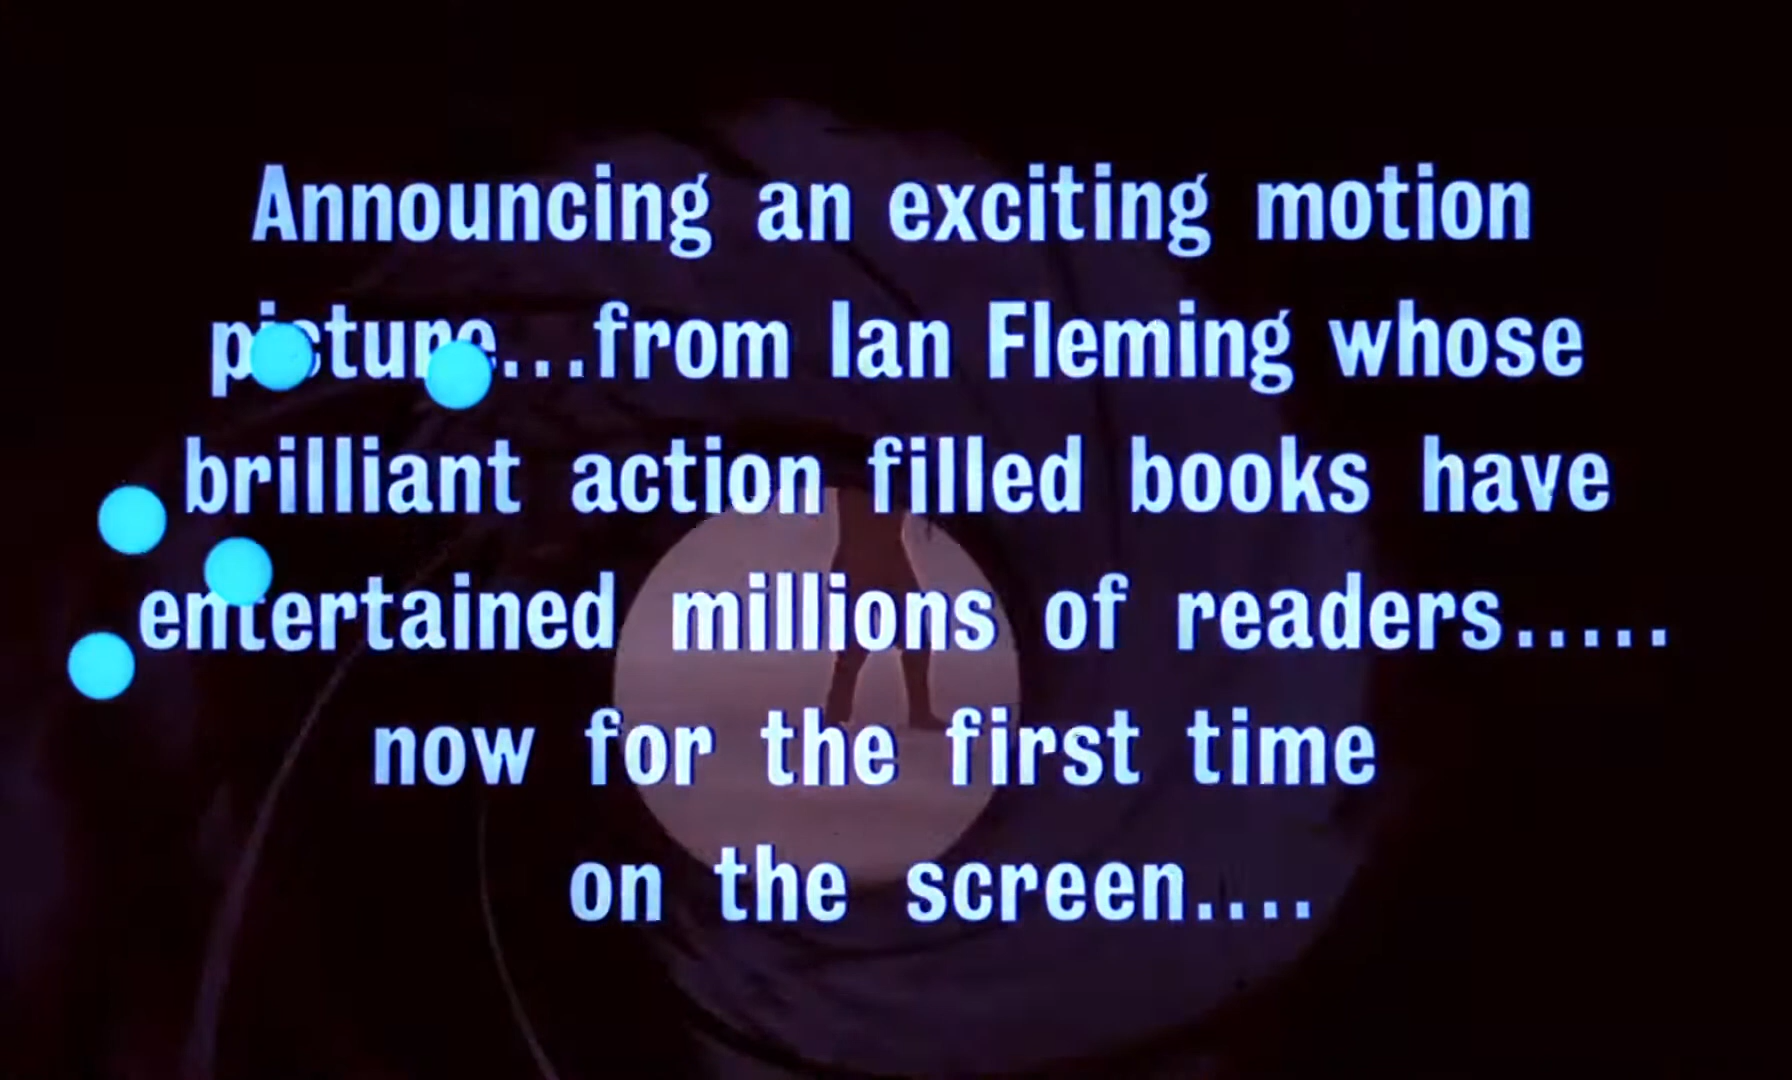 Announcing an exciting motion
picture...from Ian Fleming whose
brilliant action filled books have
entertained millions of readers.....
now for the first time
on the screen....